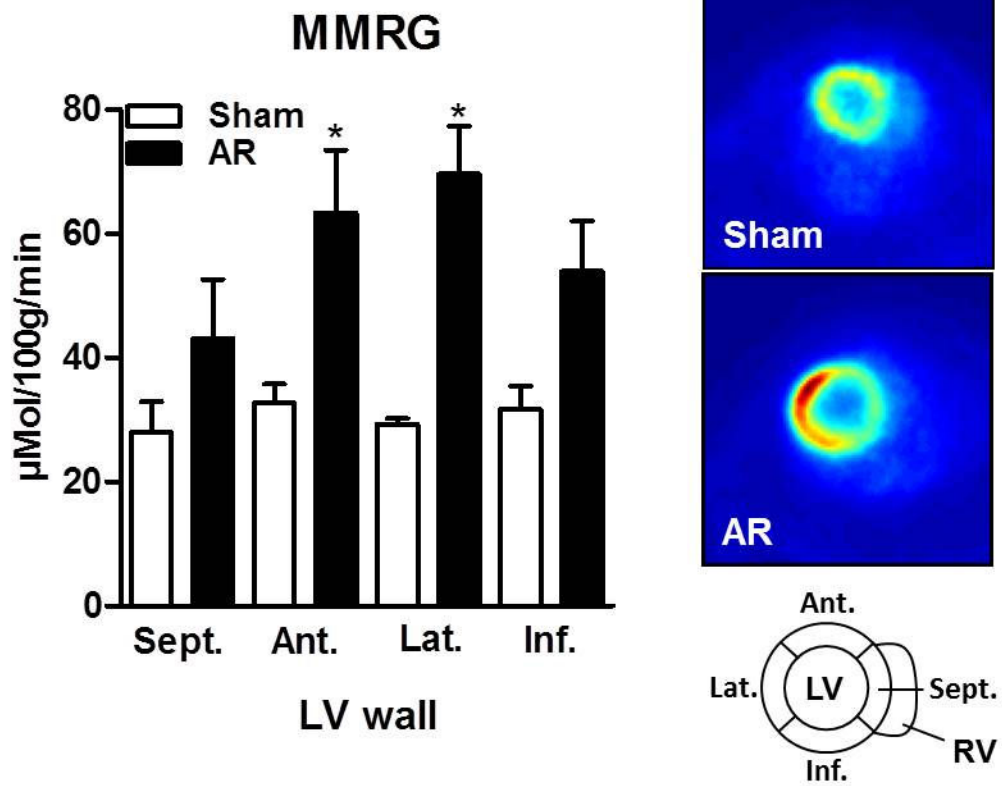 MMRG
80
60
40
20
0
µMol/100g/min
Sham
AR
*
*
Sept. Ant. Lat. Inf.
LV wall
Sham
AR
Ant.
Lat. LV Sept.
RV
Inf.